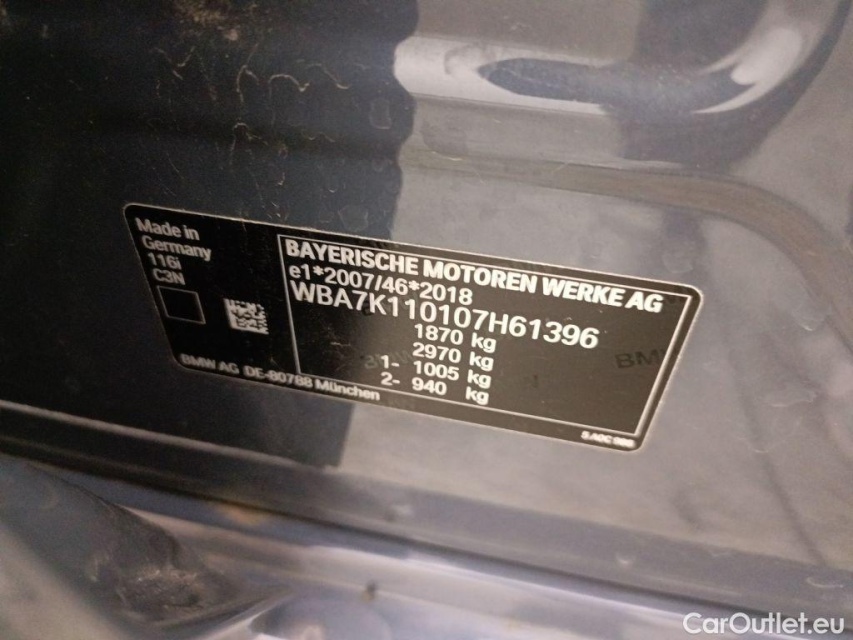 Made in
Germany
116i
C3N
BAYERISCHE MOTOREN WERKE AG
e1*2007/46*2018
WBA7K110107H61396
1870 kg
2970 kg
1- 1005 kg
2- 940 kg
BMW AG DE-80788 München
BMW
CarOutlet.eu